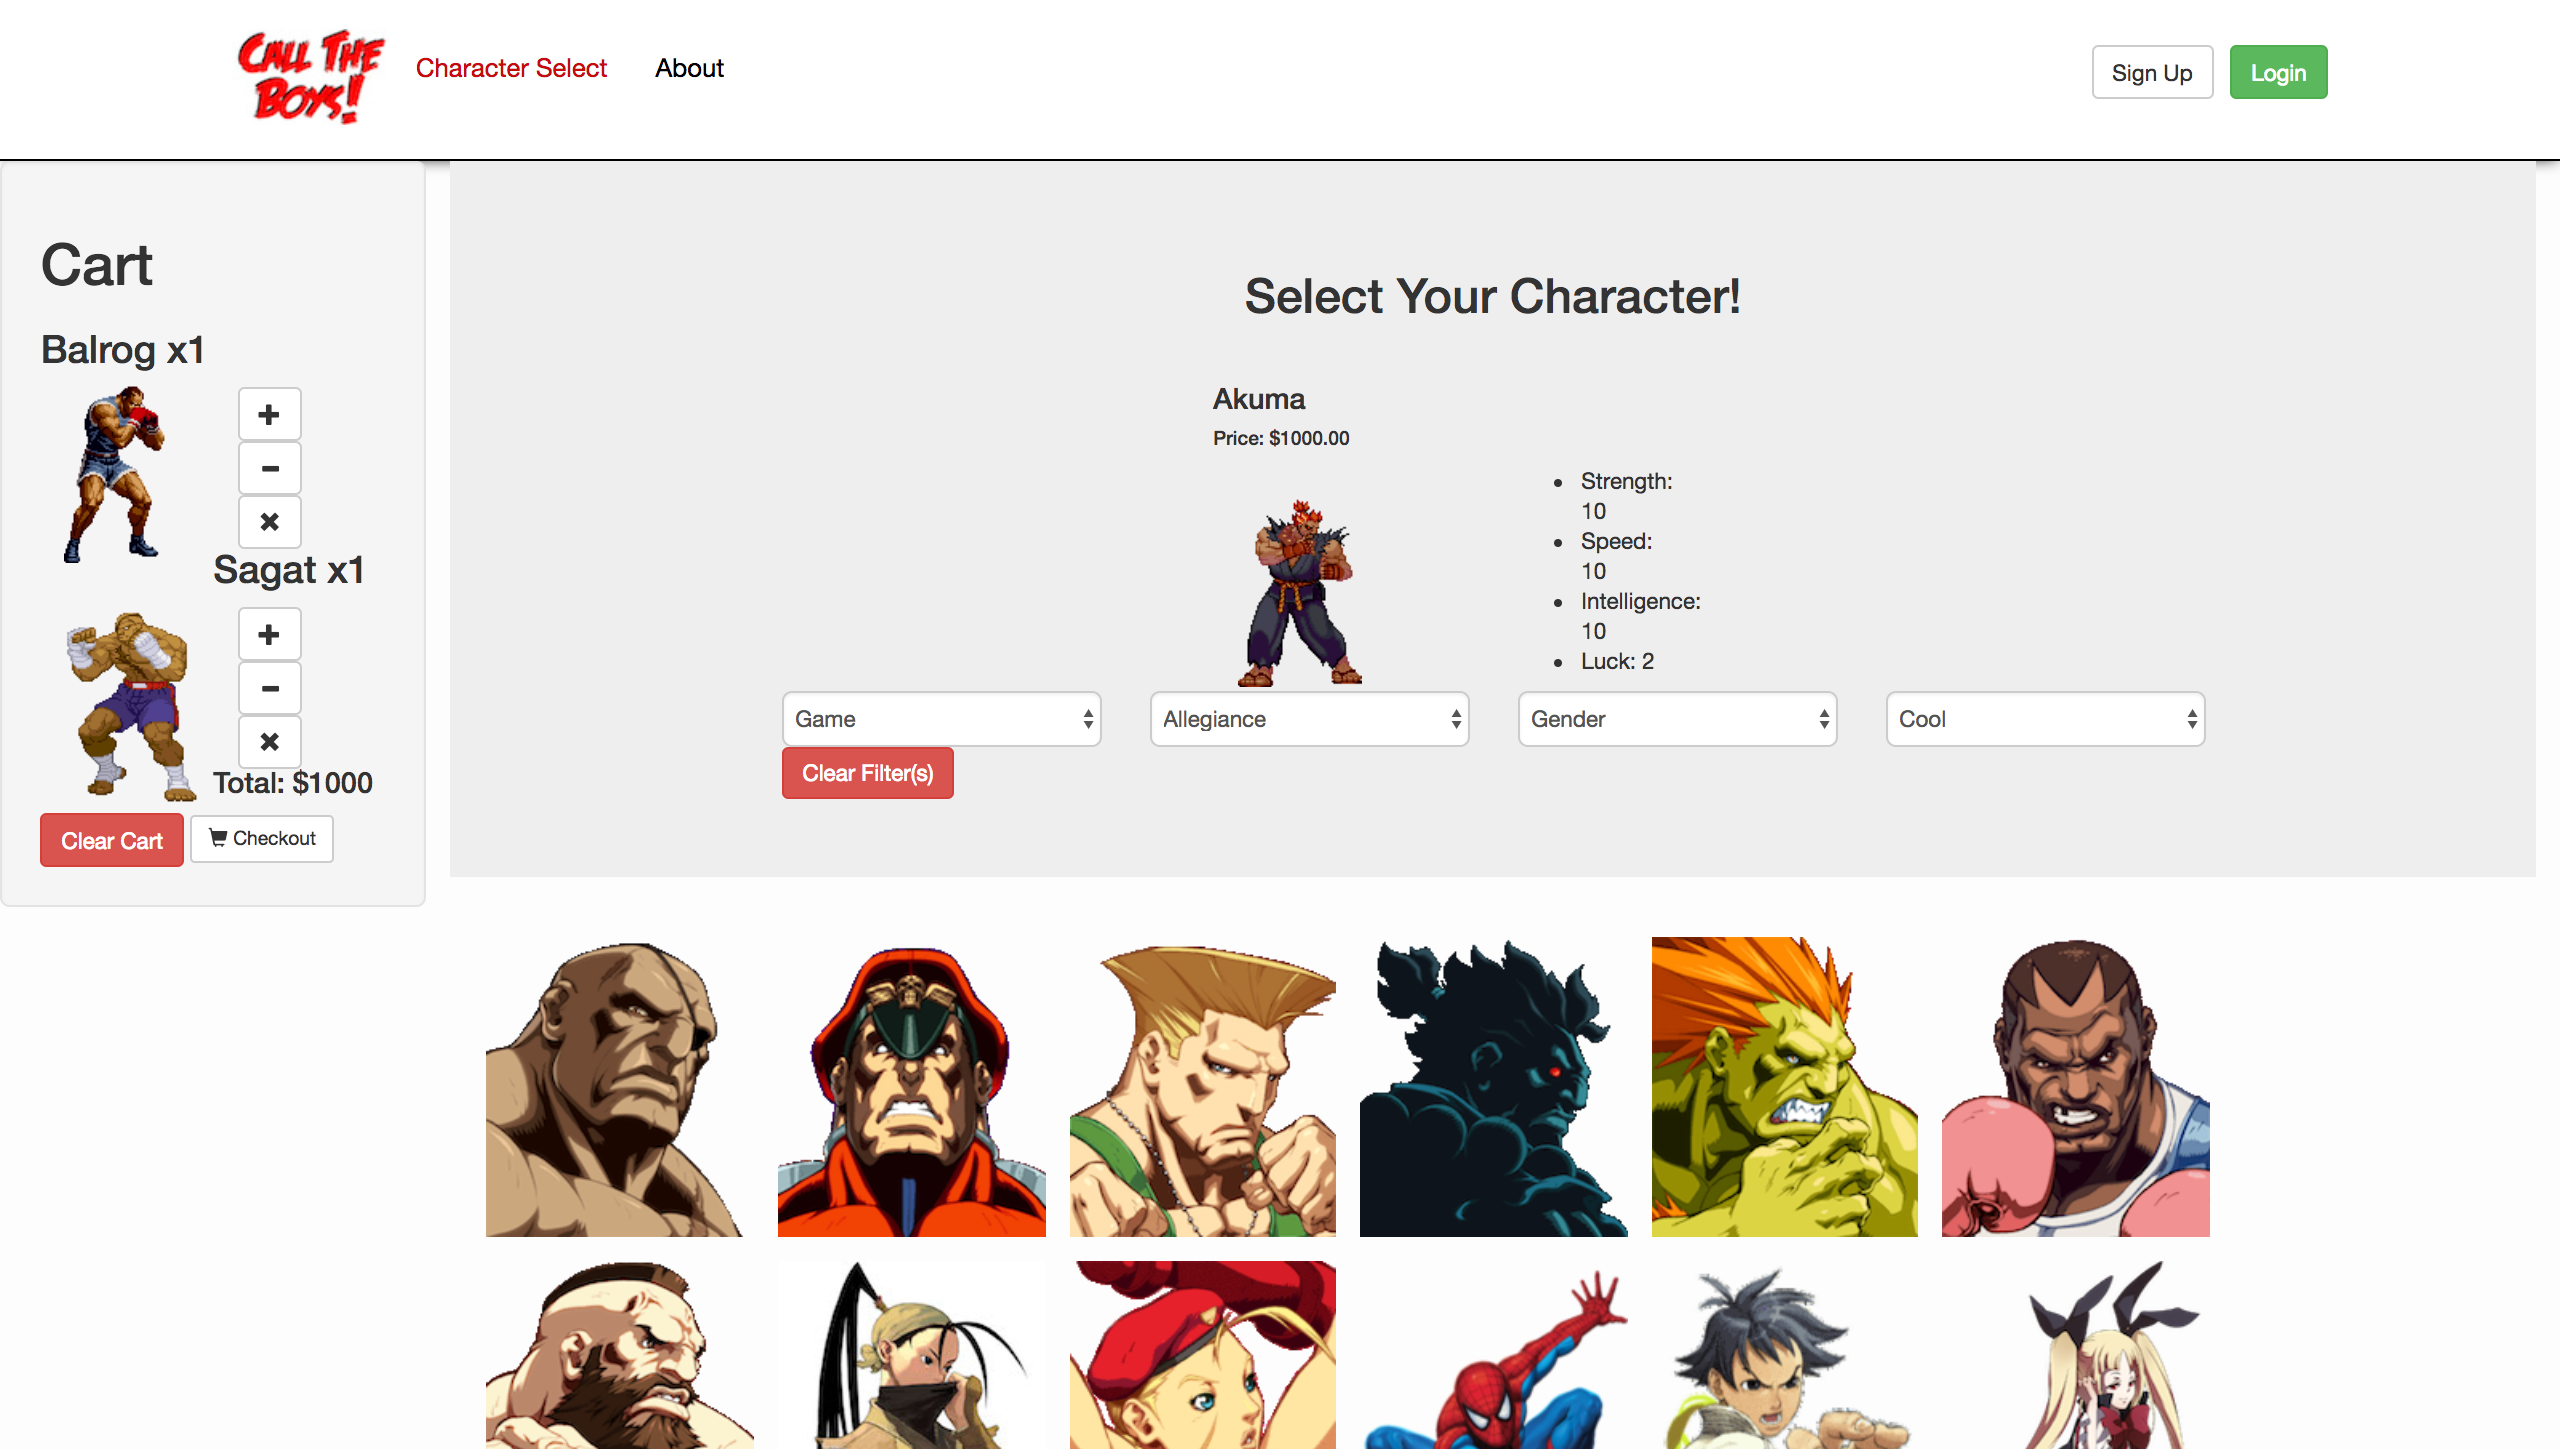 CALL THE
BOYS!
Character Select
About
Sign Up
Login
Cart
Balrog x1
Sagat x1
Total: $1000
Clear Cart
Checkout
Select Your Character!
Akuma
Price: $1000.00
Strength:
10
Speed:
10
Intelligence:
10
Luck: 2
Game
Allegiance
Gender
Cool
Clear Filter(s)